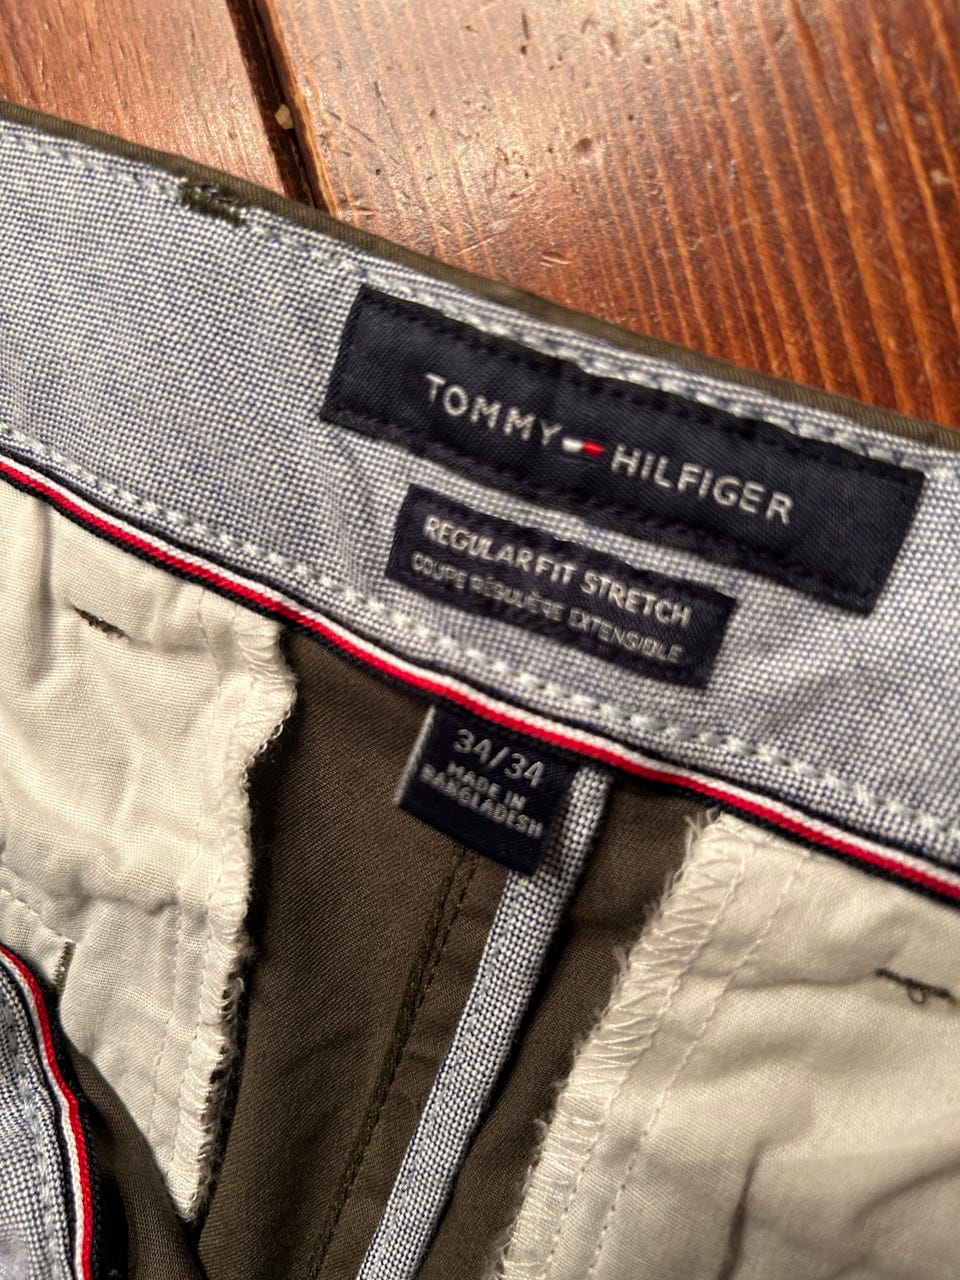 TOMMY HILFIGER
REGULAR FIT STRETCH
COUPE RÉGULIÈRE EXTENSIBLE
34/34
MADE IN
BANGLADESH